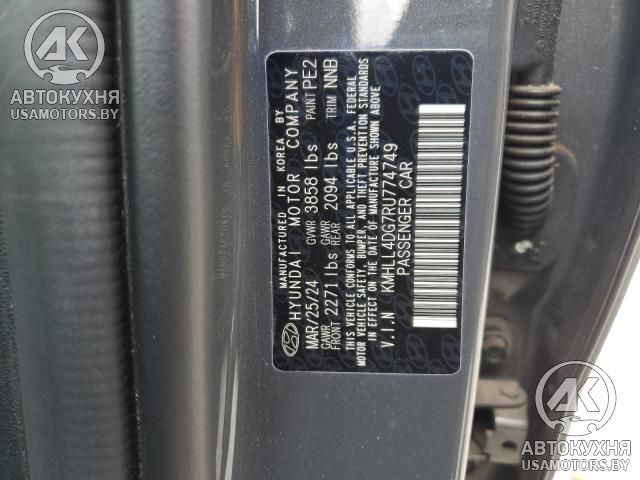 АК
АВТОКУХНЯ
USAMOTORS.BY
MANUFACTURED IN KOREA BY
HYUNDAI MOTOR COMPANY
MAR/25/24 GVWR 3858 lbs PAINT PE2
GAWR FRONT 2271 lbs GAWR REAR 2094 lbs TRIM NNB
THIS VEHICLE CONFORMS TO ALL APPLICABLE U.S.A. FEDERAL
MOTOR VEHICLE SAFETY, BUMPER, AND THEFT PREVENTION STANDARDS
IN EFFECT ON THE DATE OF MANUFACTURE SHOWN ABOVE
V.I.N KMHLL4DG7RU774749
PASSENGER CAR
АК
АВТОКУХНЯ
USAMOTORS.BY